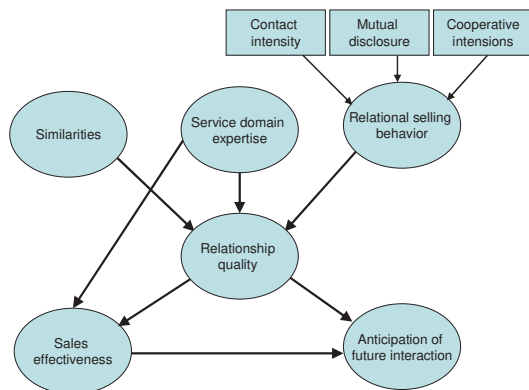 Contact
intensity
Mutual
disclosure
Cooperative
intensions
Similarities
Service domain
expertise
Relational selling
behavior
Relationship
quality
Sales
effectiveness
Anticipation of
future interaction